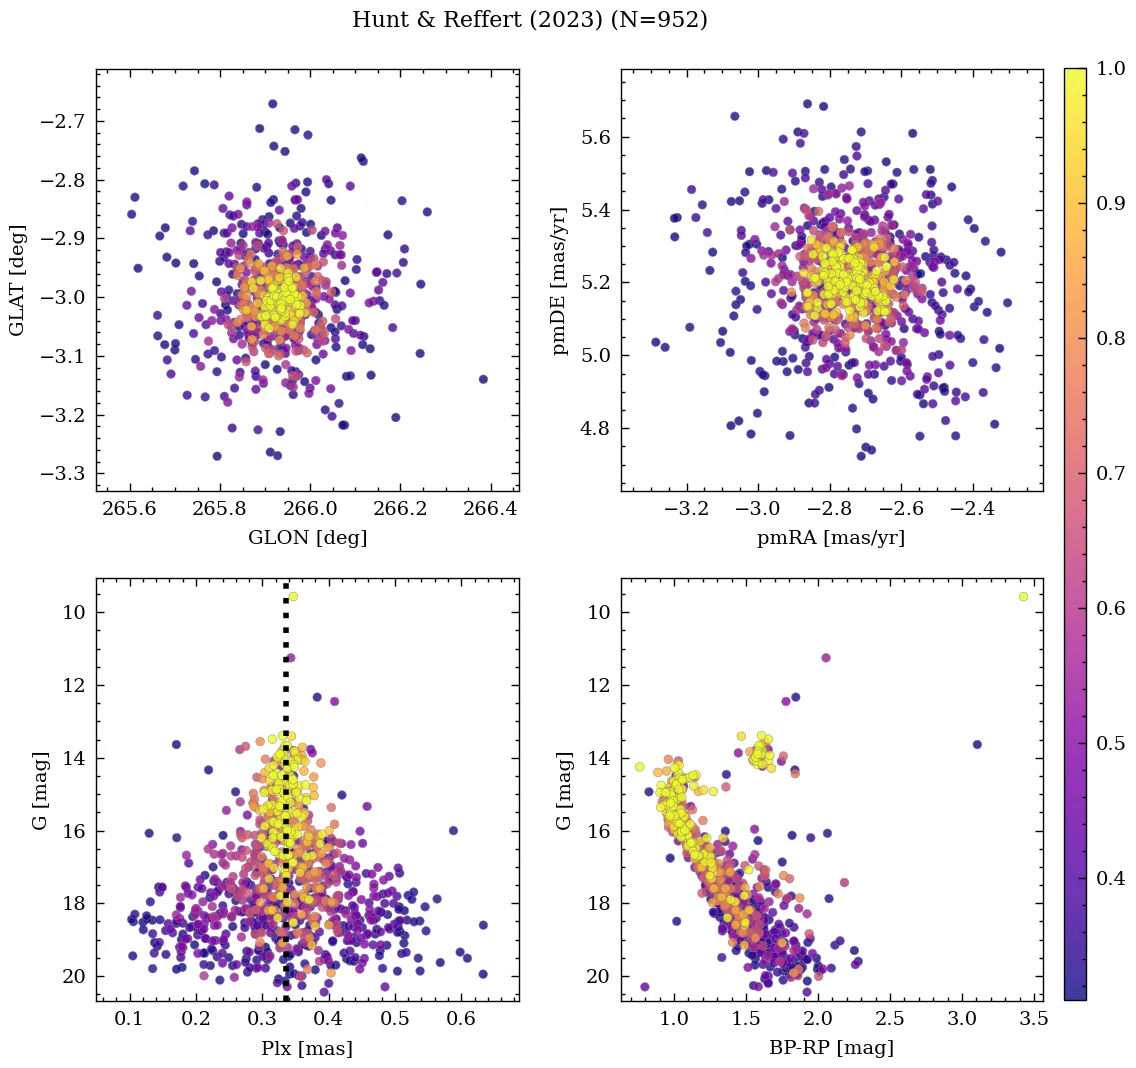 Hunt & Reffert (2023) (N=952)
−2.7
−2.8
−2.9
−3.0
−3.1
−3.2
−3.3
GLAT [deg]
265.6 265.8 266.0 266.2 266.4
GLON [deg]
5.6
5.4
5.2
5.0
4.8
pmDE [mas/yr]
−3.2 −3.0 −2.8 −2.6 −2.4
pmRA [mas/yr]
10
12
14
16
18
20
G [mag]
0.1 0.2 0.3 0.4 0.5 0.6
Plx [mas]
10
12
14
16
18
20
G [mag]
1.0 1.5 2.0 2.5 3.0 3.5
BP-RP [mag]
1.0
0.9
0.8
0.7
0.6
0.5
0.4